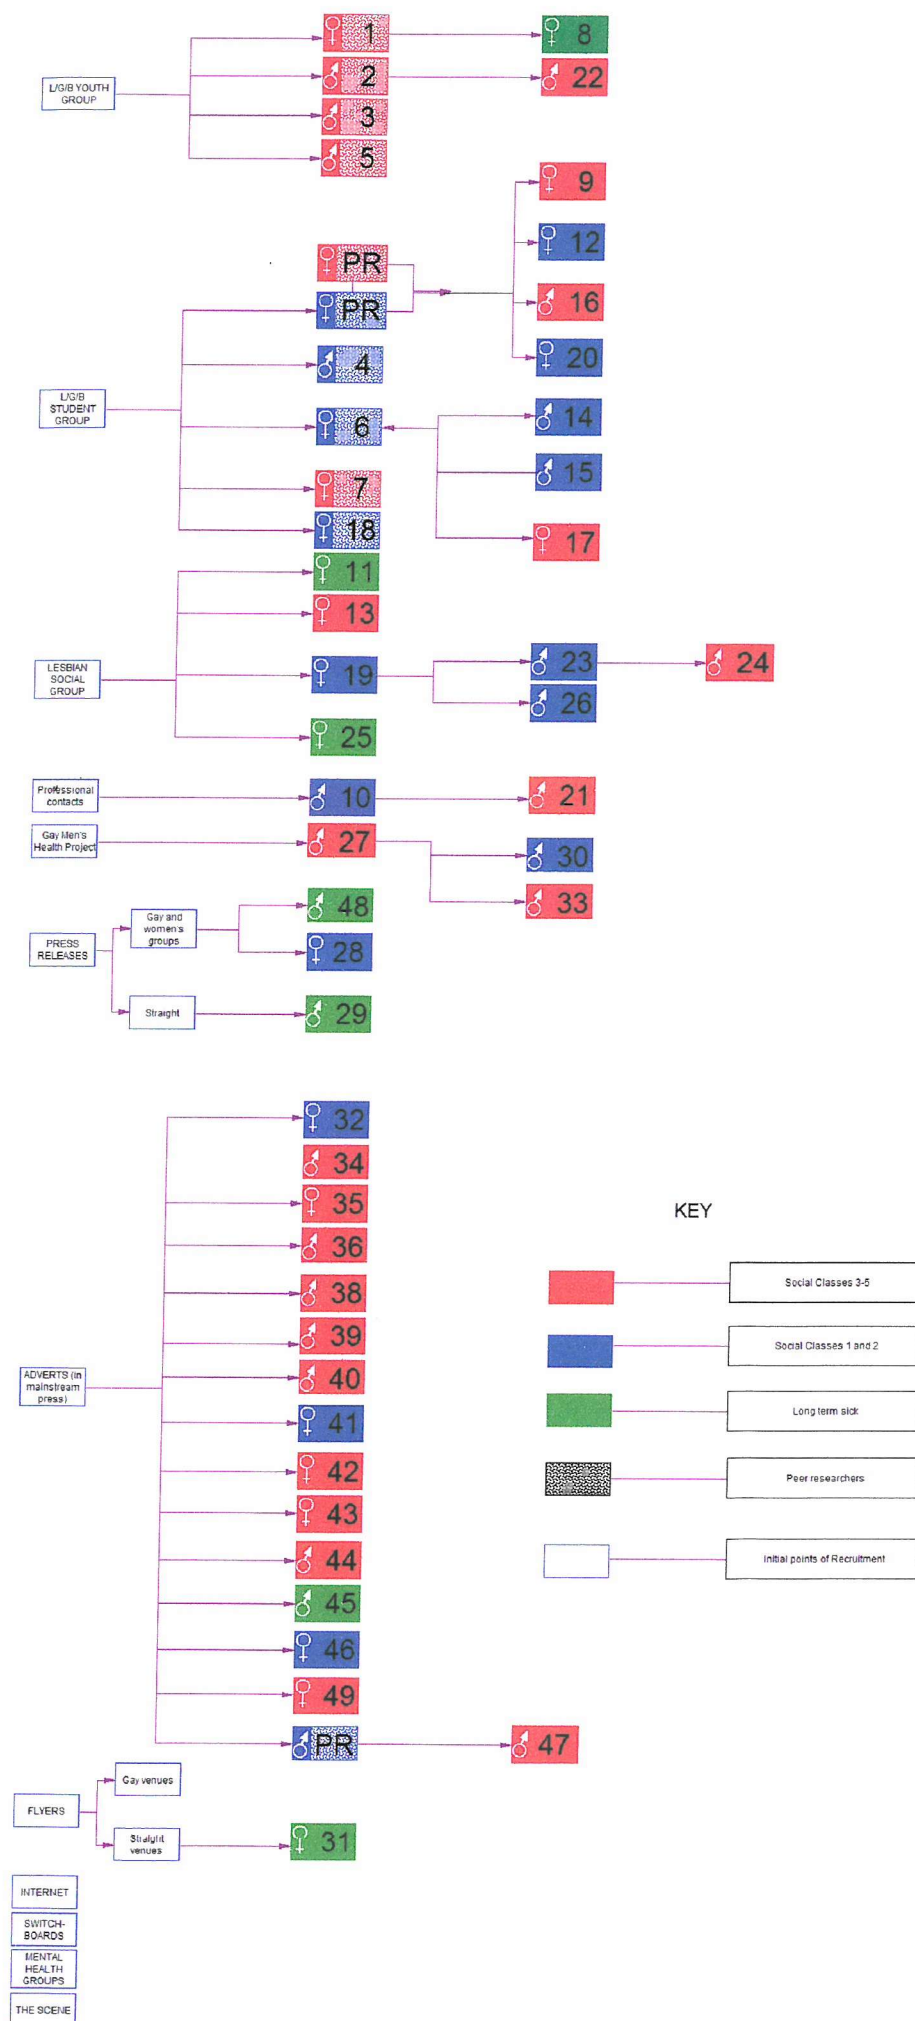 1
8
L/G/B YOUTH
GROUP
2
22
3
5
9
PR
12
PR
16
4
20
L/G/B
STUDENT
GROUP
6
14
15
7
17
18
11
13
LESBIAN
SOCIAL
GROUP
19
23
24
26
25
Professional
contacts
10
21
Gay Men's
Health Project
27
30
33
48
Gay and
women's
groups
PRESS
RELEASES
28
Straight
29
32
34
35
KEY
36
38
Social Classes 3-5
39
Social Classes 1 and 2
ADVERTS (in
mainstream
press)
40
41
Long term sick
42
Peer researchers
43
44
Initial points of Recruitment
45
46
49
PR
47
Gay venues
FLYERS
Straight
venues
31
INTERNET
SWITCH-
BOARDS
MENTAL
HEALTH
GROUPS
THE SCENE